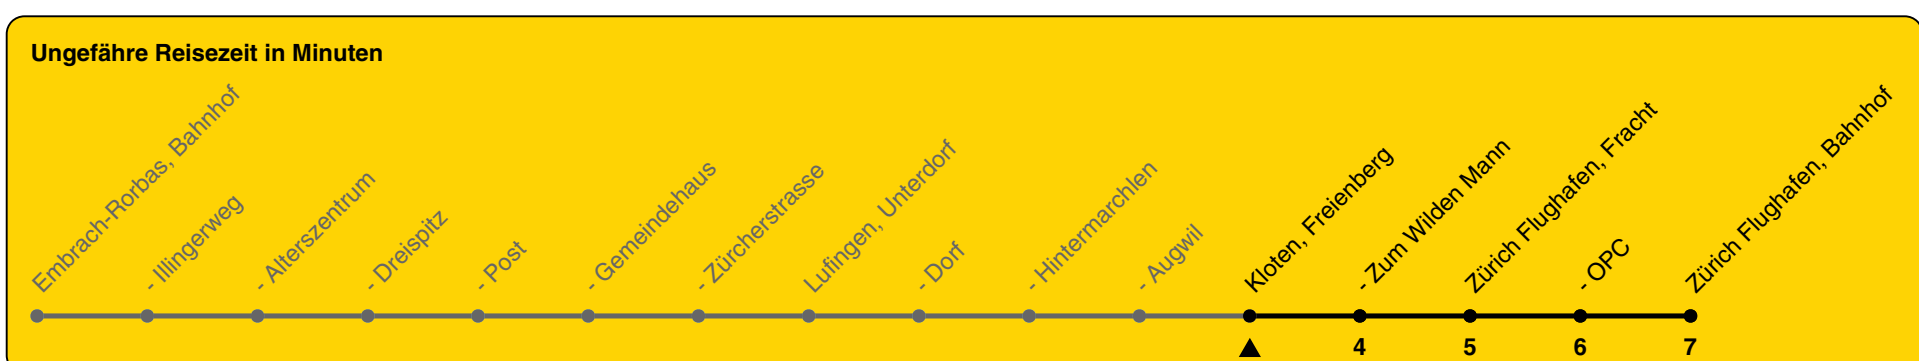 Ungefähre Reisezeit in Minuten
Embrach-Rorbas, Bahnhof
- Illingerweg
- Alterszentrum
- Dreispitz
- Post
- Gemeindehaus
- Zürcherstrasse
Lufingen, Unterdorf
- Dorf
- Hintermarchlen
- Augwil
Kloten, Freienberg
- Zum Wilden Mann
Zürich Flughafen, Fracht
- OPC
Zürich Flughafen, Bahnhof
4 5 6 7